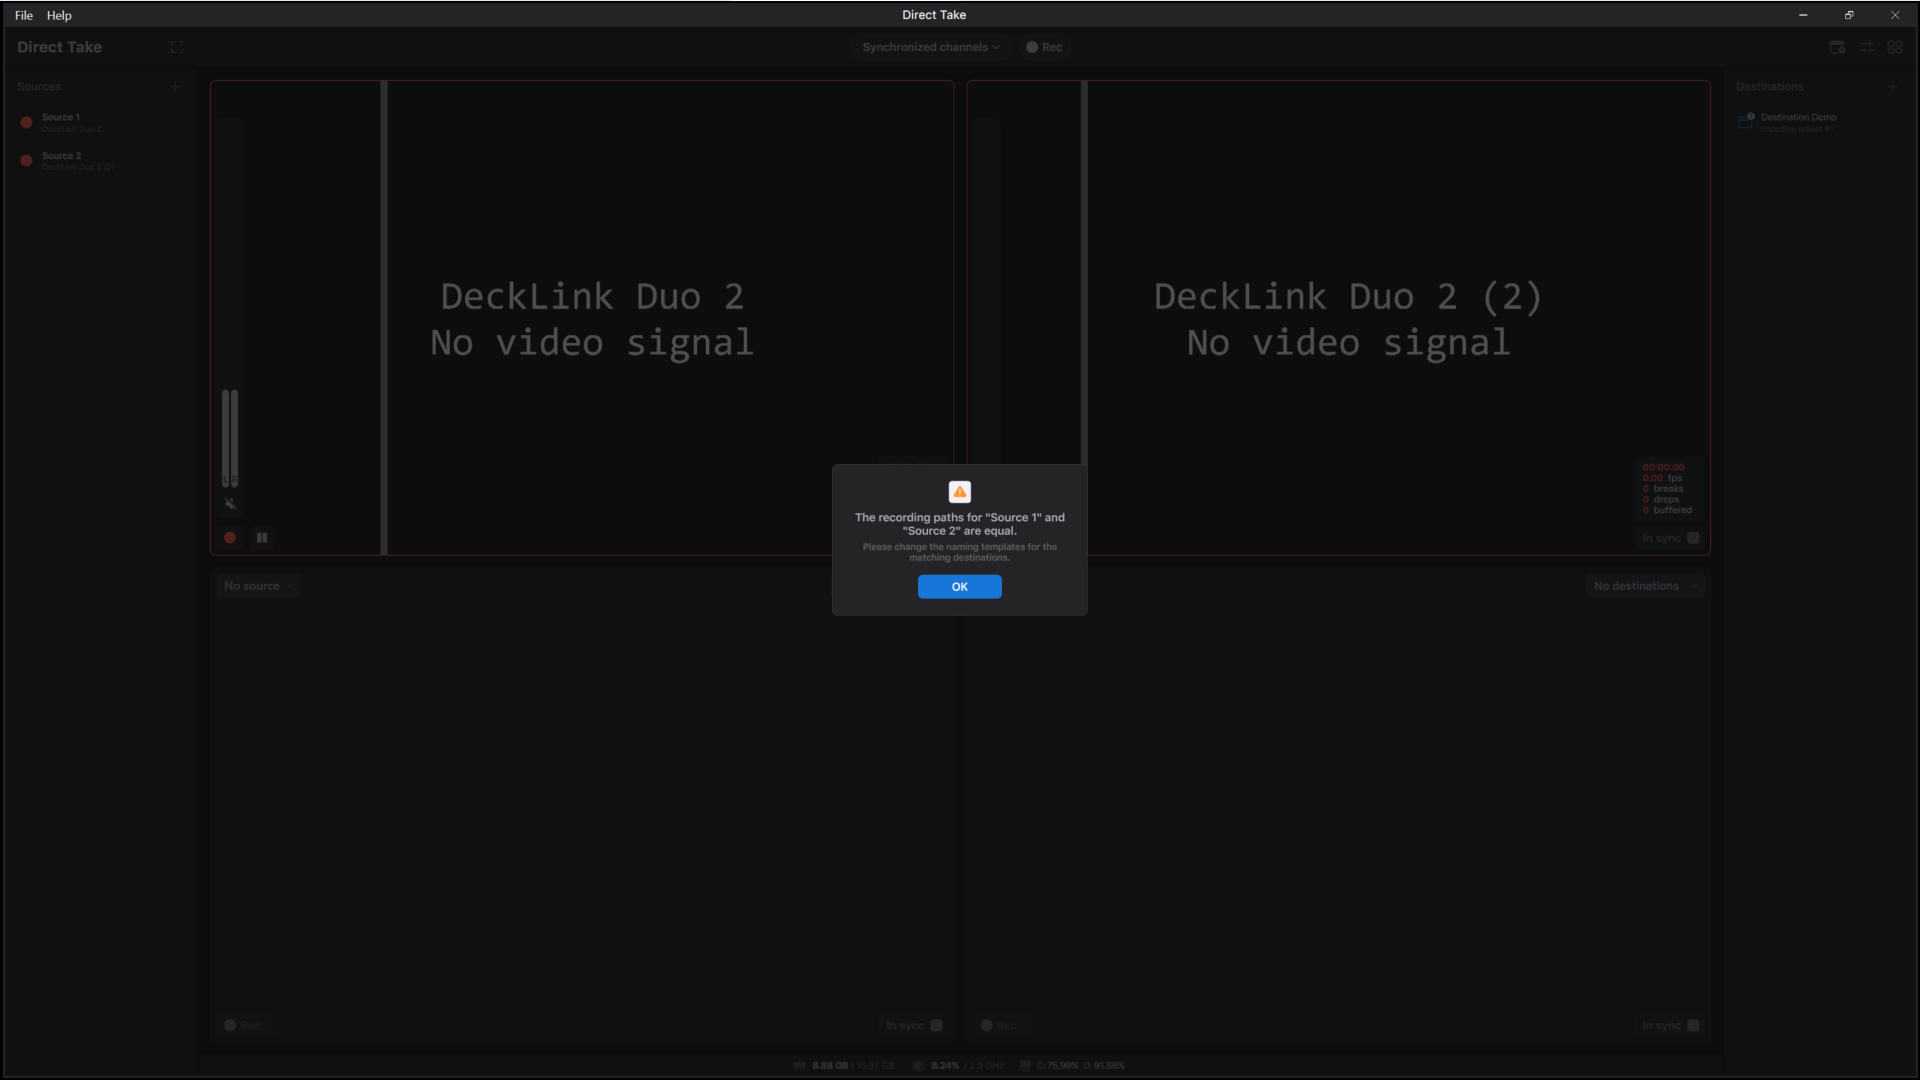 File Help
Direct Take
Direct Take
Synchronized channels
Rec
Sources
Source 1
DeckLink Duo 2
Source 2
DeckLink Duo 2 (2)
DeckLink Duo 2
No video signal
L R
DeckLink Duo 2 (2)
No video signal
00:00:00
0.00 fps
0 breaks
0 drops
0 buffered
In sync
Destinations
Destination Demo
Encoding preset #1
The recording paths for "Source 1" and
"Source 2" are equal.
Please change the naming templates for the
matching destinations.
OK
No source
No destinations
Rec
In sync
Rec
In sync
8.88 GB / 15.87 GB
8.24% / 2.9 GHz
C:75.99% D:91.88%